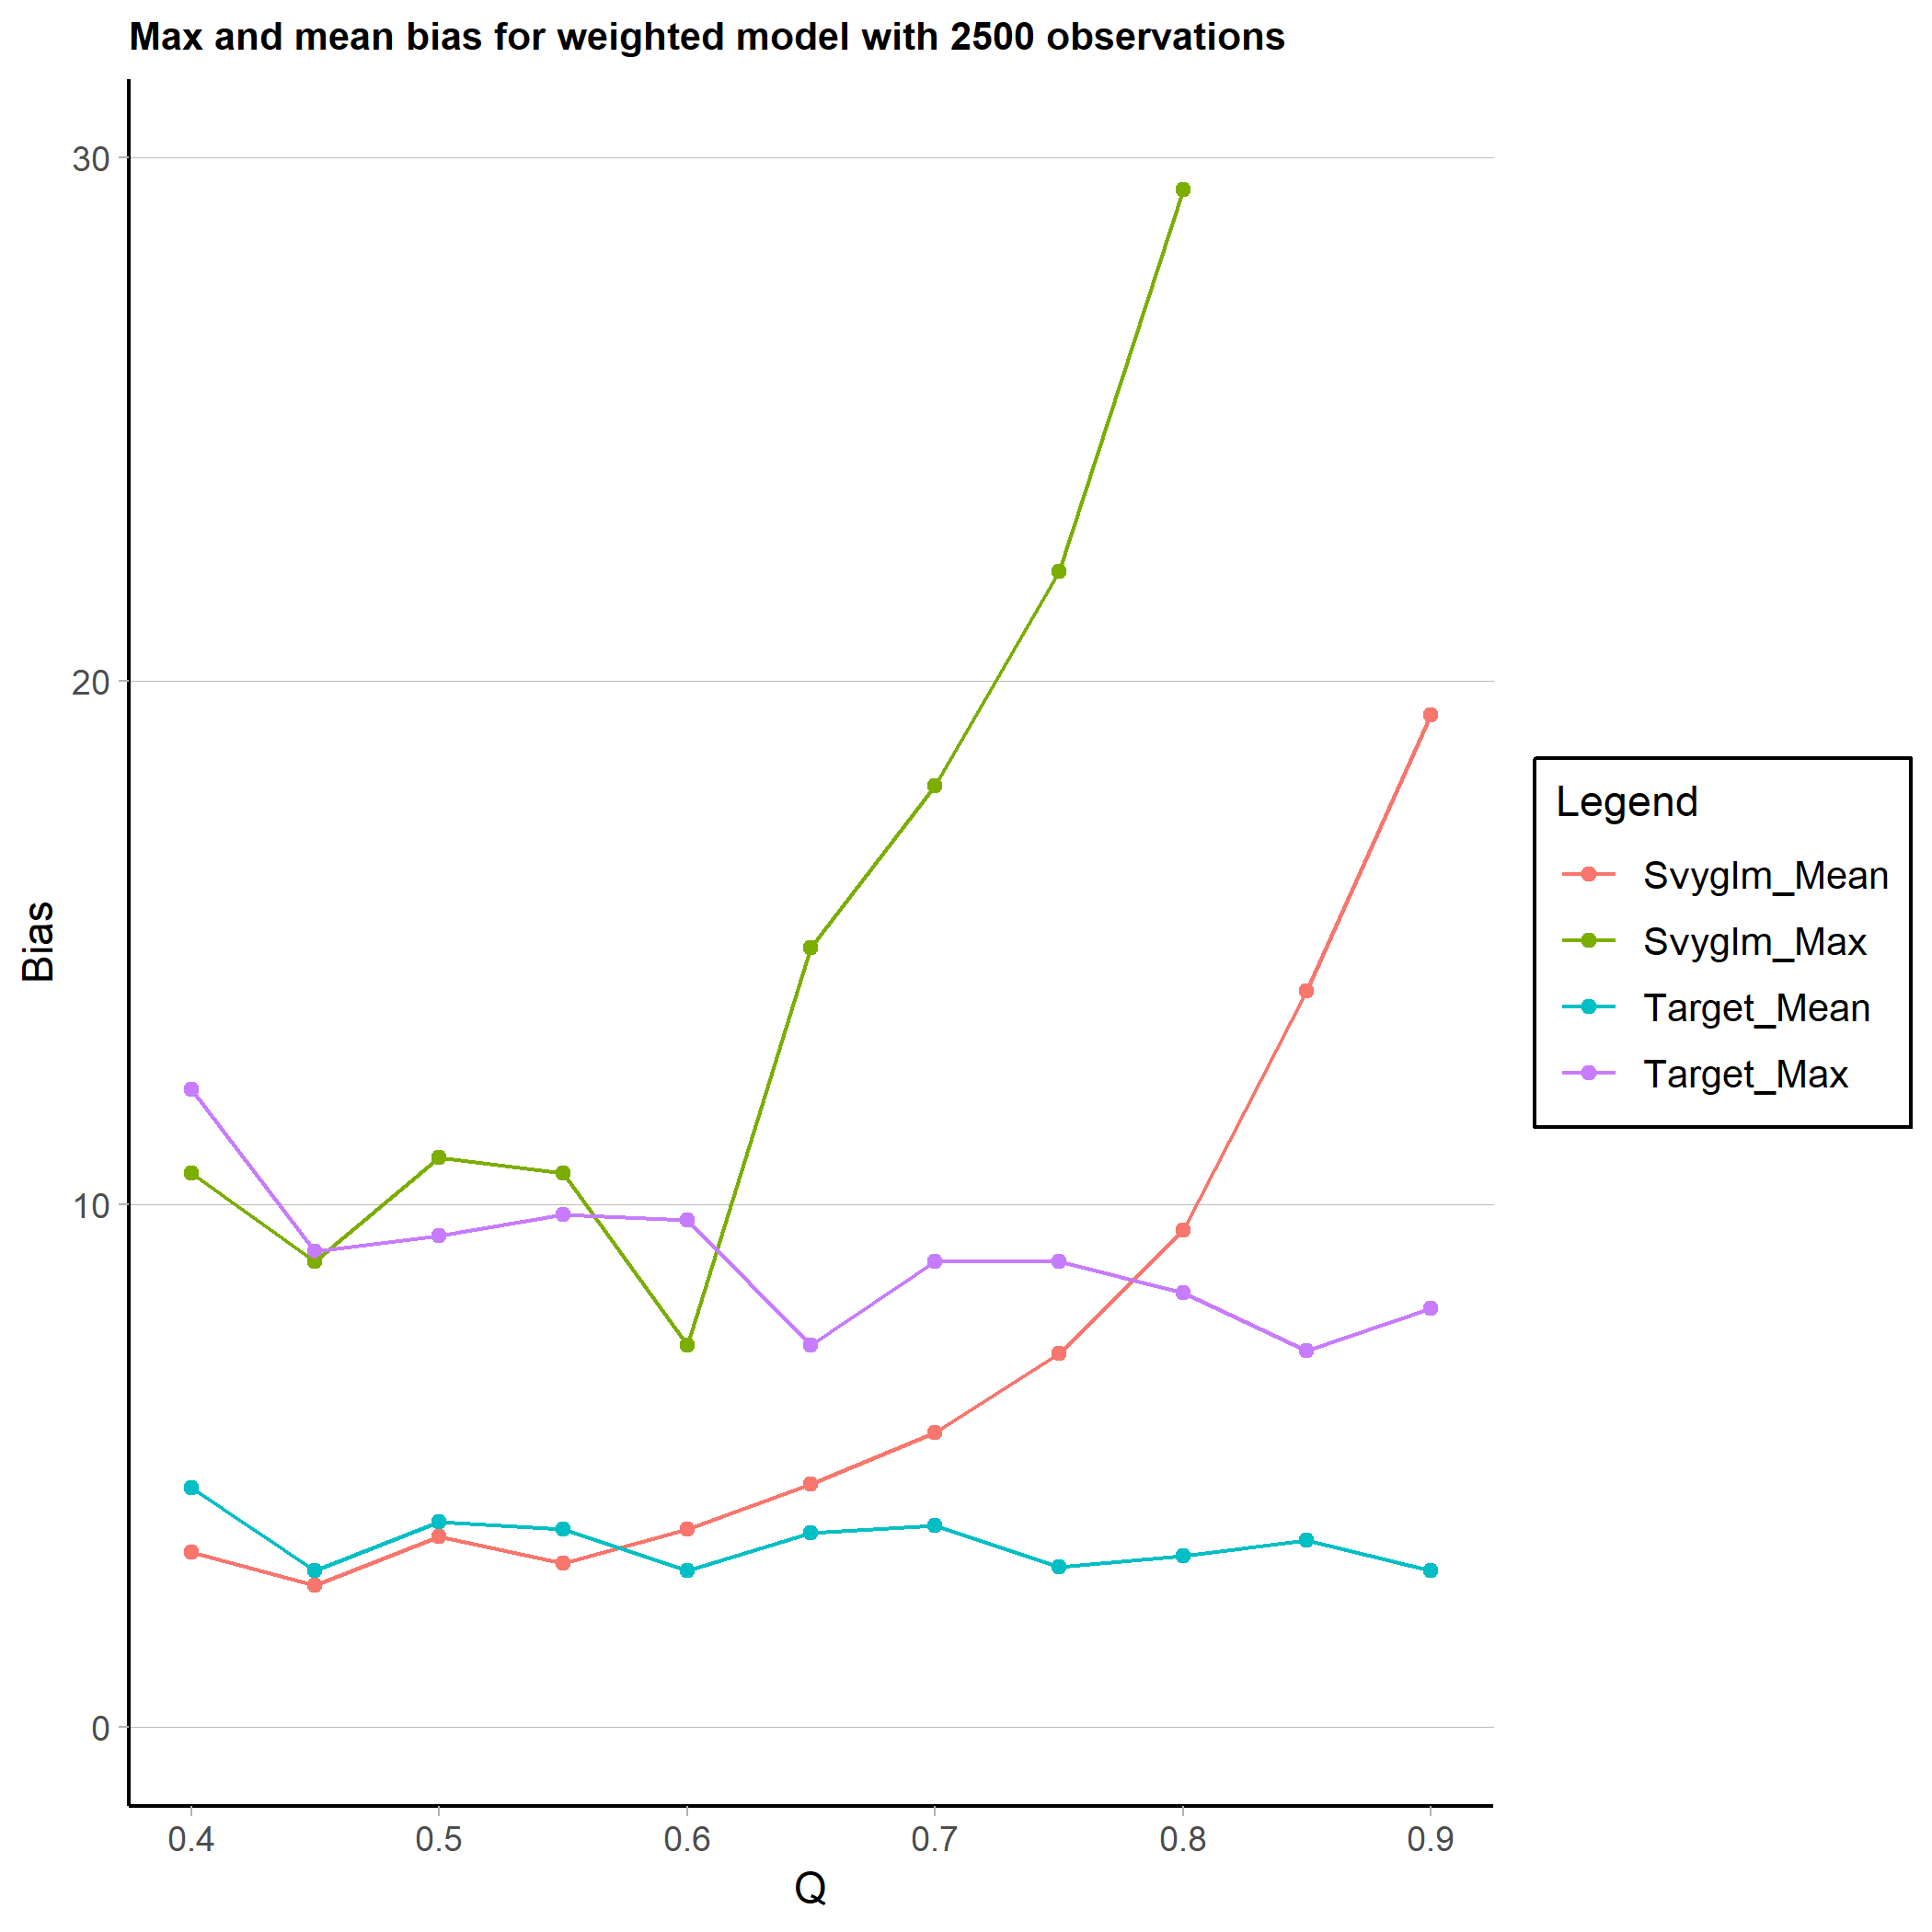 Max and mean bias for weighted model with 2500 observations
30
20
10
0
Bias
0.4 0.5 0.6 0.7 0.8 0.9
Q
Legend
Svyglm_Mean
Svyglm_Max
Target_Mean
Target_Max